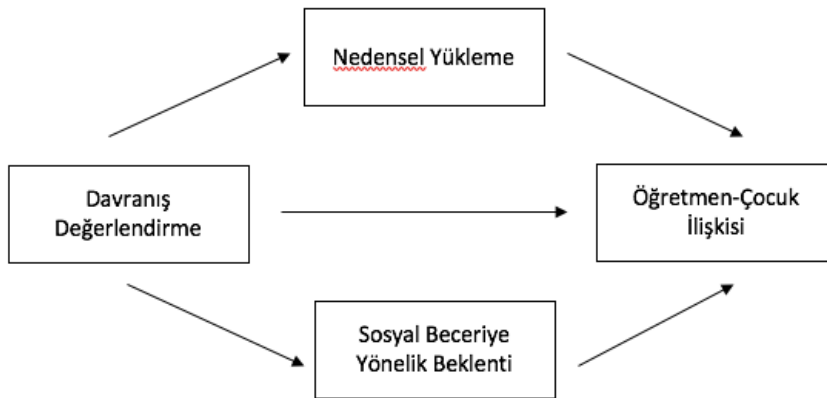 Nedensel Yükleme
Davranış
Değerlendirme
Öğretmen-Çocuk
İlişkisi
Sosyal Beceriye
Yönelik Beklenti